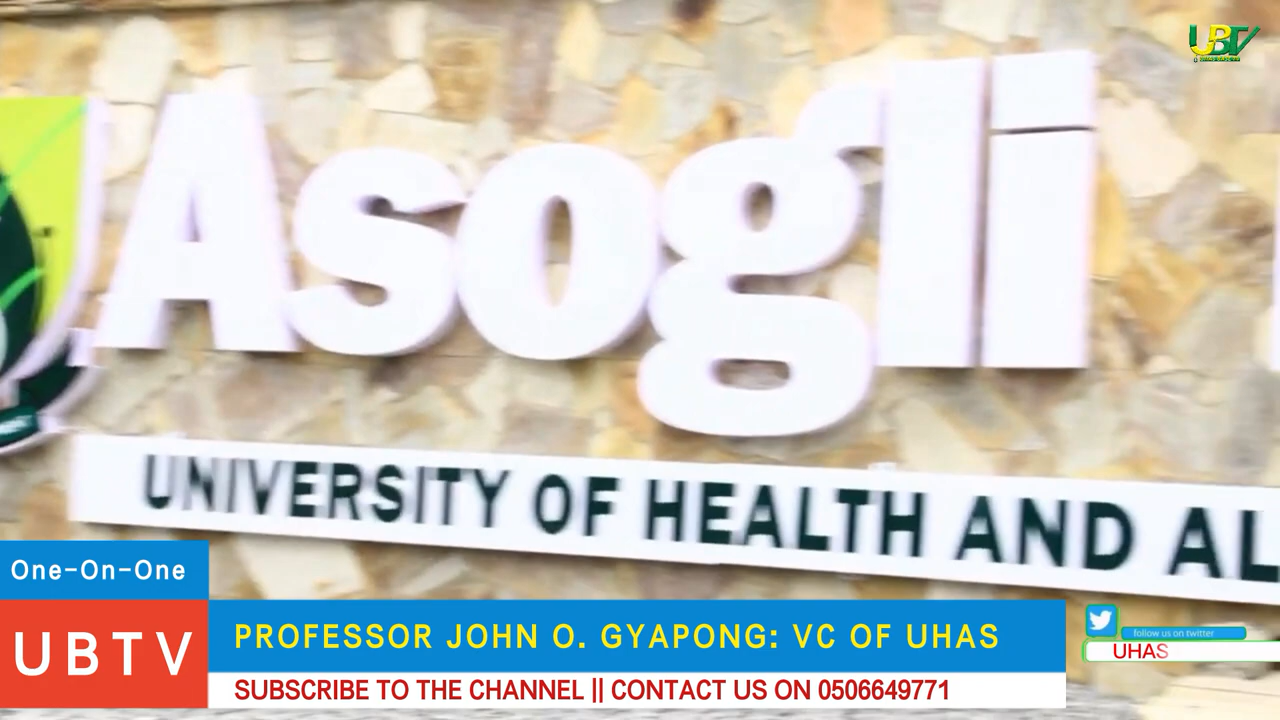 UBTV
Asogli
UNIVERSITY OF HEALTH AND AL
One-On-One
UBTV
PROFESSOR JOHN O. GYAPONG: VC OF UHAS
SUBSCRIBE TO THE CHANNEL || CONTACT US ON 0506649771
follow us on twitter
UHAS